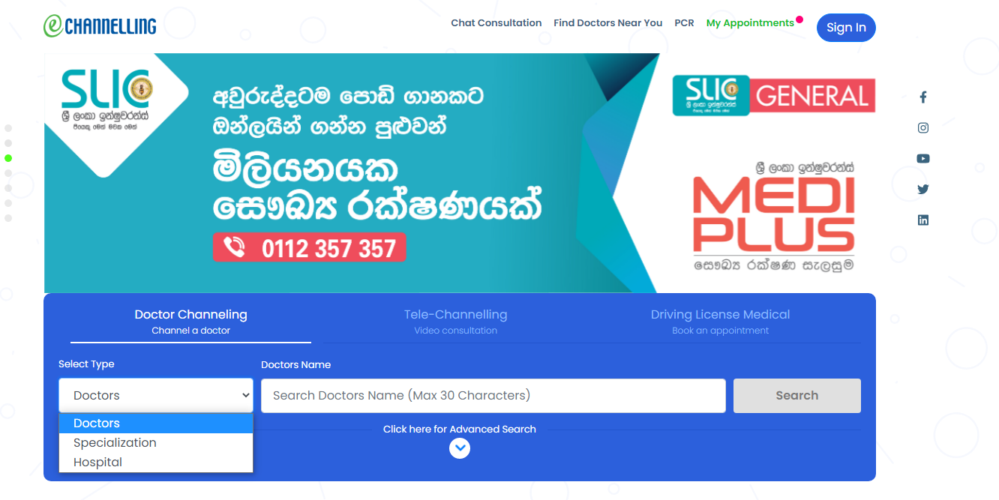 eCHANNELLING
Chat Consultation
Find Doctors Near You
PCR
My Appointments
Sign In
SLIC
ශ්‍රී ලංකා ඉන්ෂුවරන්ස්
පියෙකු මෙන් මවක මෙන්
අවුරුද්දටම පොඩි ගානකට
ඔන්ලයින් ගන්න පුළුවන්
මිලියනයක
සෞඛ්‍ය රක්ෂණයක්
0112 357 357
SLIC GENERAL
ශ්‍රී ලංකා ඉන්ෂුවරන්ස්
ශ්‍රී ලංකා ඉන්ෂුවරන්ස්
MEDI
PLUS
සෞඛ්‍ය රක්ෂණ සැලසුම
Doctor Channeling
Channel a doctor
Tele-Channelling
Video consultation
Driving License Medical
Book an appointment
Select Type
Doctors Name
Doctors
Search Doctors Name (Max 30 Characters)
Search
Doctors
Specialization
Hospital
Click here for Advanced Search